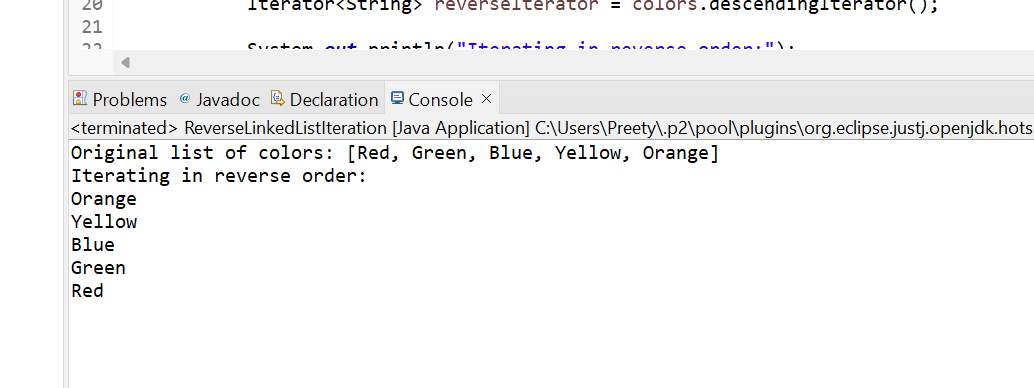 20 Iterator<String> reverseIterator = colors.descendingIterator();
21
22 System.out.println("Iterating in reverse order:");
Problems @ Javadoc Declaration Console ×
<terminated> ReverseLinkedListIteration [Java Application] C:\Users\Preety\.p2\pool\plugins\org.eclipse.justj.openjdk.hots
Original list of colors: [Red, Green, Blue, Yellow, Orange]
Iterating in reverse order:
Orange
Yellow
Blue
Green
Red